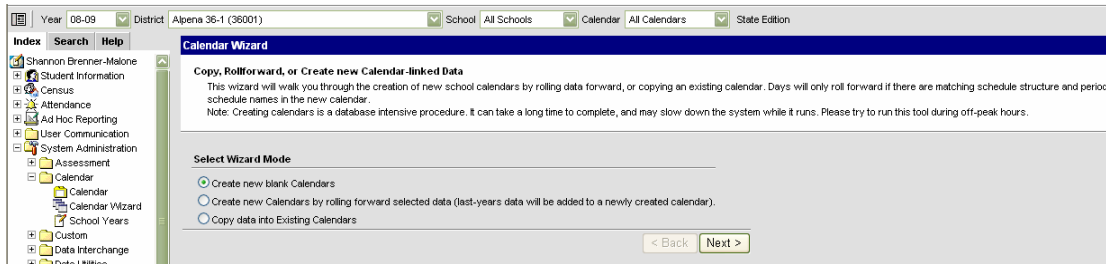 Year 08-09 District Alpena 36-1 (36001) School All Schools Calendar All Calendars State Edition
Index Search Help
Calendar Wizard
Shannon Brenner-Malone
Student Information
Census
Attendance
Ad Hoc Reporting
User Communication
System Administration
Assessment
Calendar
Calendar
Calendar Wizard
School Years
Custom
Data Interchange
Data Utilities
Copy, Rollforward, or Create new Calendar-linked Data
This wizard will walk you through the creation of new school calendars by rolling data forward, or copying an existing calendar. Days will only roll forward if there are matching schedule structure and period
schedule names in the new calendar.
Note: Creating calendars is a database intensive procedure. It can take a long time to complete, and may slow down the system while it runs. Please try to run this tool during off-peak hours.
Select Wizard Mode
Create new blank Calendars
Create new Calendars by rolling forward selected data (last-years data will be added to a newly created calendar).
Copy data into Existing Calendars
< Back Next >